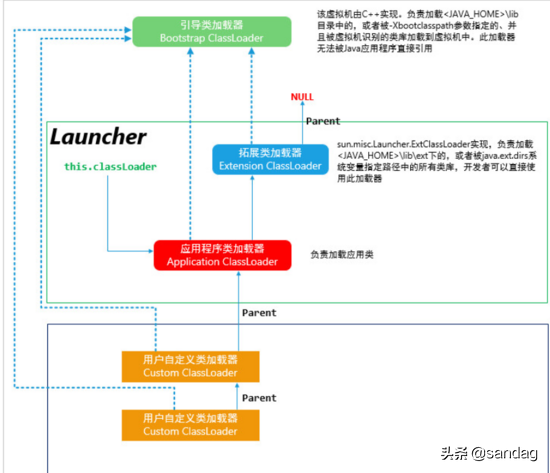 引导类加载器
Bootstrap ClassLoader
该虚拟机由C++实现。负责加载<JAVA_HOME>\lib
目录中的，或者被-Xbootclasspath参数指定的、并
且被虚拟机识别的类库加载到虚拟机中。此加载器
无法被Java应用程序直接引用
NULL
Parent
Launcher
this.classLoader
拓展类加载器
Extension ClassLoader
sun.misc.Launcher.ExtClassLoader实现，负责加载
<JAVA_HOME>\lib\ext下的，或者被java.ext.dirs系
统变量指定路径中的所有类库，开发者可以直接使
用此加载器
应用程序类加载器
Application ClassLoader
负责加载应用类
Parent
用户自定义类加载器
Custom ClassLoader
Parent
用户自定义类加载器
Custom ClassLoader
头条 @sandag